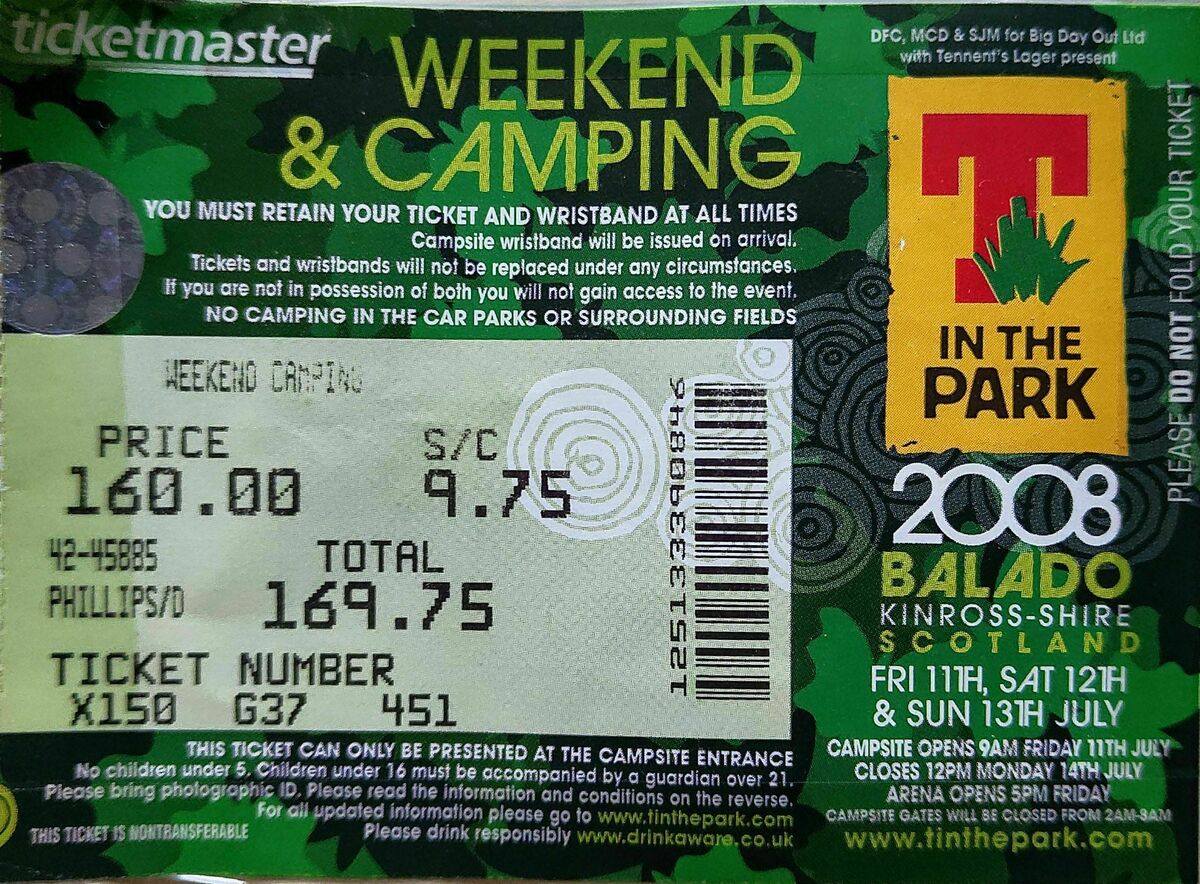 ticketmaster
WEEKEND
& CAMPING
YOU MUST RETAIN YOUR TICKET AND WRISTBAND AT ALL TIMES
Campsite wristband will be issued on arrival.
Tickets and wristbands will not be replaced under any circumstances.
If you are not in possession of both you will not gain access to the event.
NO CAMPING IN THE CAR PARKS OR SURROUNDING FIELDS
WEEKEND CAMPING
PRICE S/C
160.00 9.75
42-45885 TOTAL
PHILLIPS/D 169.75
TICKET NUMBER
X150 G37 451
1251333390846
THIS TICKET CAN ONLY BE PRESENTED AT THE CAMPSITE ENTRANCE
No children under 5. Children under 16 must be accompanied by a guardian over 21.
Please bring photographic ID. Please read the information and conditions on the reverse.
For all updated information please go to www.tinthepark.com
THIS TICKET IS NONTRANSFERABLE
Please drink responsibly www.drinkaware.co.uk
DFC, MCD & SJM for Big Day Out Ltd
with Tennent's Lager present
T
IN THE
PARK
2008
BALADO
KINROSS-SHIRE
SCOTLAND
FRI 11TH, SAT 12TH
& SUN 13TH JULY
CAMPSITE OPENS 9AM FRIDAY 11TH JULY
CLOSES 12PM MONDAY 14TH JULY
ARENA OPENS 5PM FRIDAY
CAMPSITE GATES WILL BE CLOSED FROM 2AM-8AM
www.tinthepark.com
PLEASE DO NOT FOLD YOUR TICKET